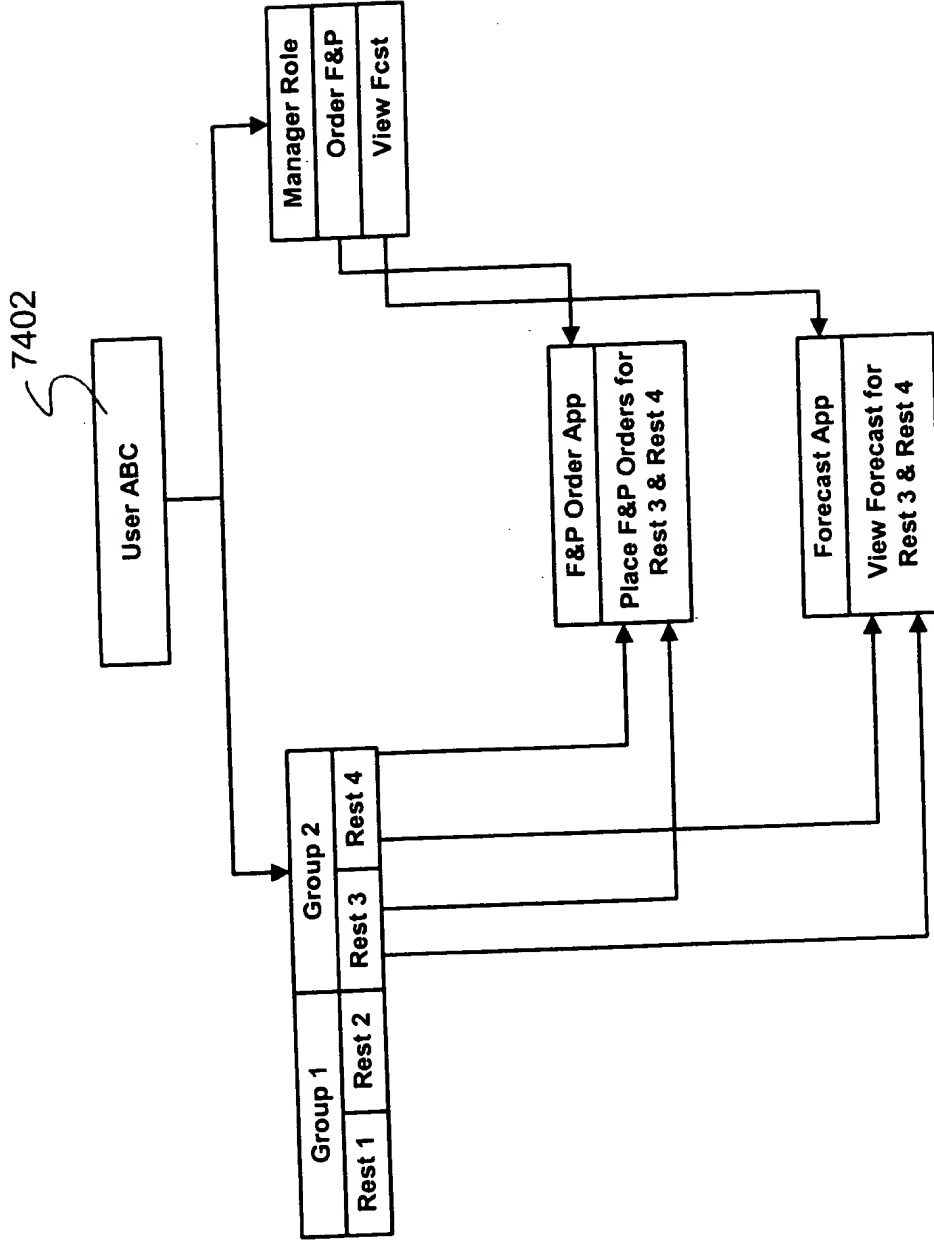 7402
User ABC
Manager Role
Order F&P
View Fcst
Group 1
Group 2
Rest 1
Rest 2
Rest 3
Rest 4
F&P Order App
Place F&P Orders for
Rest 3 & Rest 4
Forecast App
View Forecast for
Rest 3 & Rest 4